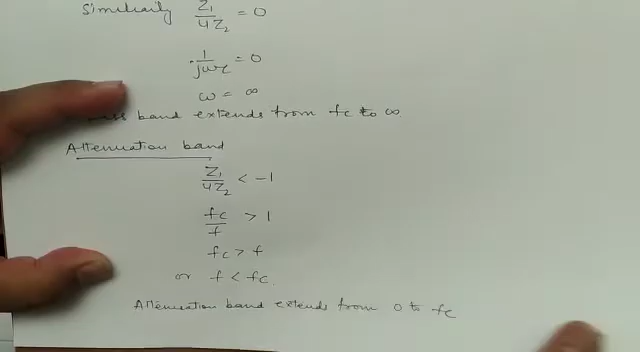 Similarly Z1/4Z2 = 0
1/jωc = 0
ω = ∞
band extends from fc to ∞.
Attenuation band
Z1/4Z2 < -1
fc/f > 1
fc > f
or f < fc.
Attenuation band extends from 0 to fc